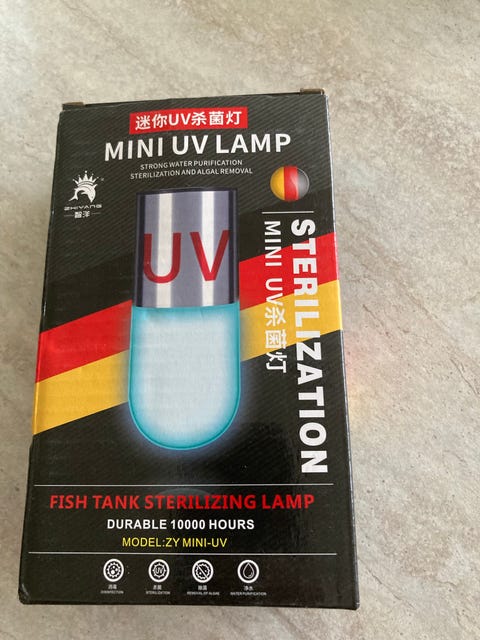 迷你UV杀菌灯
MINI UV LAMP
STRONG WATER PURIFICATION
STERILIZATION AND ALGAL REMOVAL
ZHIYANG
智洋
UV
STERILIZATION
MINI UV杀菌灯
FISH TANK STERILIZING LAMP
DURABLE 10000 HOURS
MODEL:ZY MINI-UV
UV
消毒
杀菌
除藻
净水
DISINFECTION
STERILIZATION
REMOVAL OF ALGAE
WATER PURIFICATION